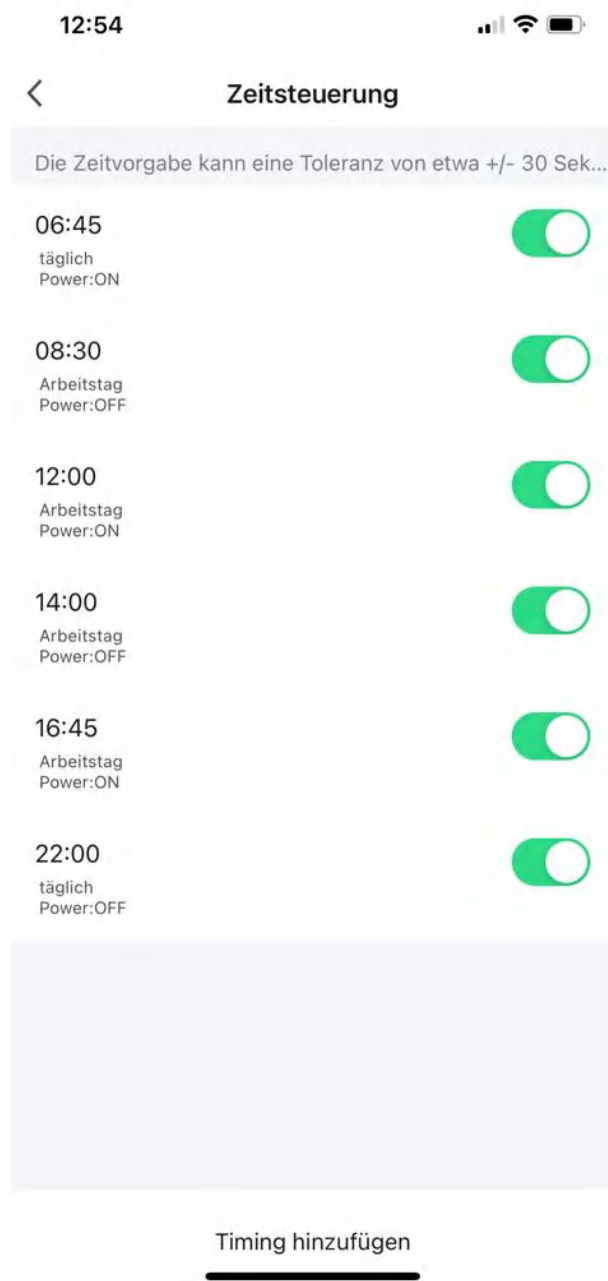 12:54
Zeitsteuerung
Die Zeitvorgabe kann eine Toleranz von etwa +/- 30 Sek...
06:45
täglich
Power:ON
08:30
Arbeitstag
Power:OFF
12:00
Arbeitstag
Power:ON
14:00
Arbeitstag
Power:OFF
16:45
Arbeitstag
Power:ON
22:00
täglich
Power:OFF
Timing hinzufügen